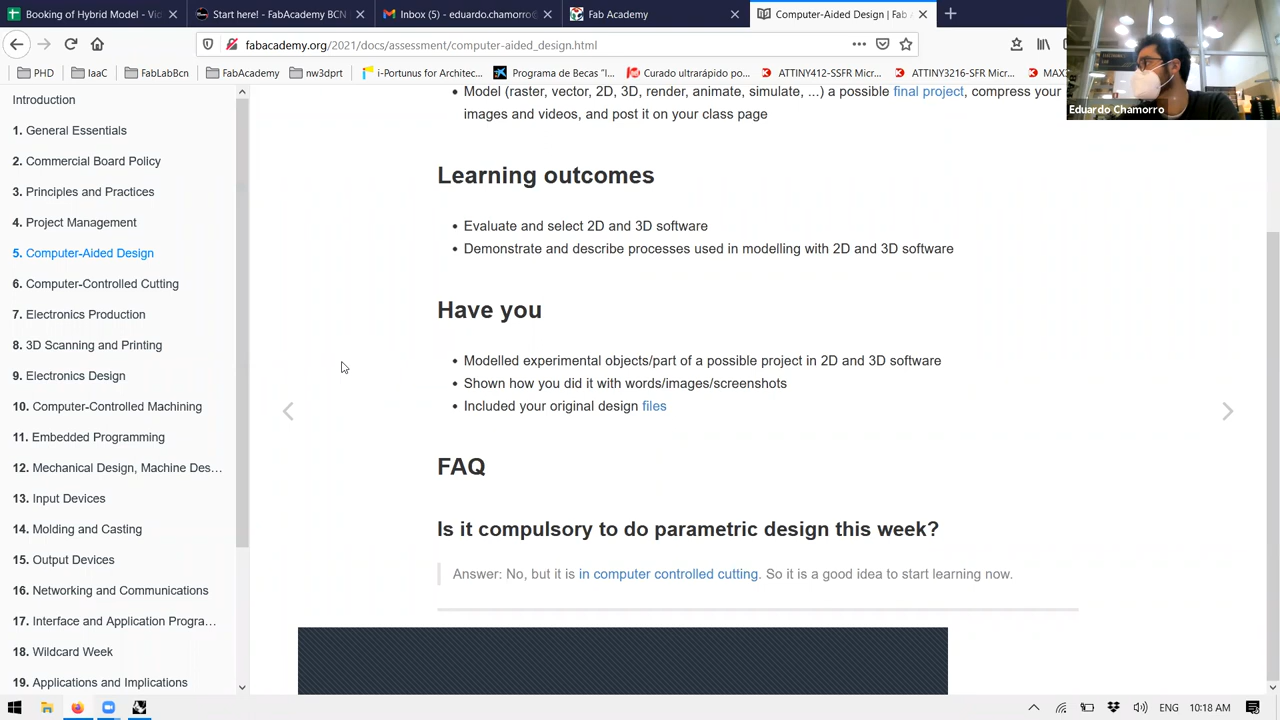 Booking of Hybrid Model - Vi
Start here! - FabAcademy BCN
Inbox (5) - eduardo.chamorro@
Fab Academy
Computer-Aided Design | Fab A
fabacademy.org/2021/docs/assessment/computer-aided_design.html
PHD
IaaC
FabLabBcn
FabAcademy
nw3dprt
i-Portunus for Architec...
Programa de Becas "I...
Curado ultrarápido po...
ATTINY412-SSFR Micr...
ATTINY3216-SFR Micr...
MAX3
Eduardo Chamorro
Introduction
1. General Essentials
2. Commercial Board Policy
3. Principles and Practices
4. Project Management
5. Computer-Aided Design
6. Computer-Controlled Cutting
7. Electronics Production
8. 3D Scanning and Printing
9. Electronics Design
10. Computer-Controlled Machining
11. Embedded Programming
12. Mechanical Design, Machine Des...
13. Input Devices
14. Molding and Casting
15. Output Devices
16. Networking and Communications
17. Interface and Application Progra...
18. Wildcard Week
19. Applications and Implications
• Model (raster, vector, 2D, 3D, render, animate, simulate, ...) a possible final project, compress your
images and videos, and post it on your class page
Learning outcomes
• Evaluate and select 2D and 3D software
• Demonstrate and describe processes used in modelling with 2D and 3D software
Have you
• Modelled experimental objects/part of a possible project in 2D and 3D software
• Shown how you did it with words/images/screenshots
• Included your original design files
FAQ
Is it compulsory to do parametric design this week?
Answer: No, but it is in computer controlled cutting. So it is a good idea to start learning now.
ENG
10:18 AM